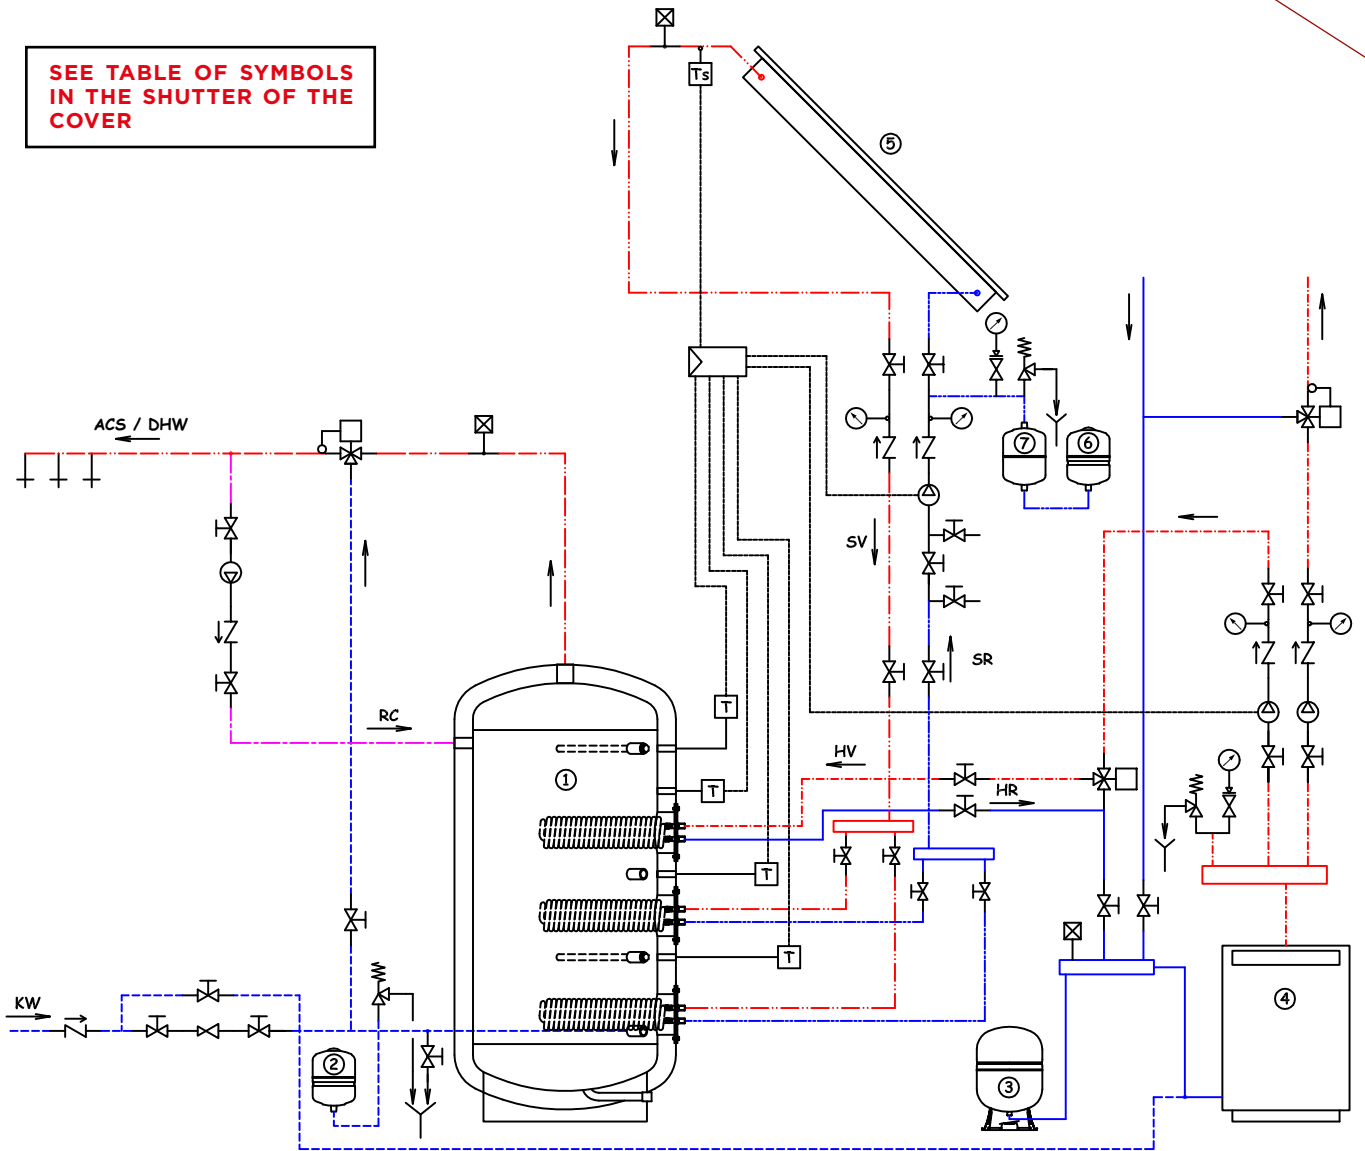 SEE TABLE OF SYMBOLS
IN THE SHUTTER OF THE
COVER
Ts
5
ACS / DHW
7
6
SV
SR
T
RC
HV
1
T
HR
T
T
KW
4
2
3